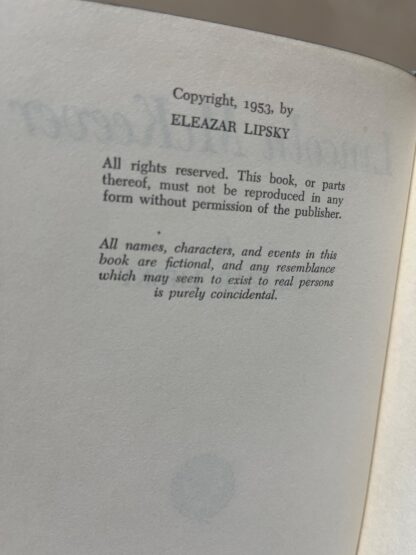 Copyright, 1953, by
ELEAZAR LIPSKY
All rights reserved. This book, or parts
thereof, must not be reproduced in any
form without permission of the publisher.
All names, characters, and events in this
book are fictional, and any resemblance
which may seem to exist to real persons
is purely coincidental.
Lincoln McKeever